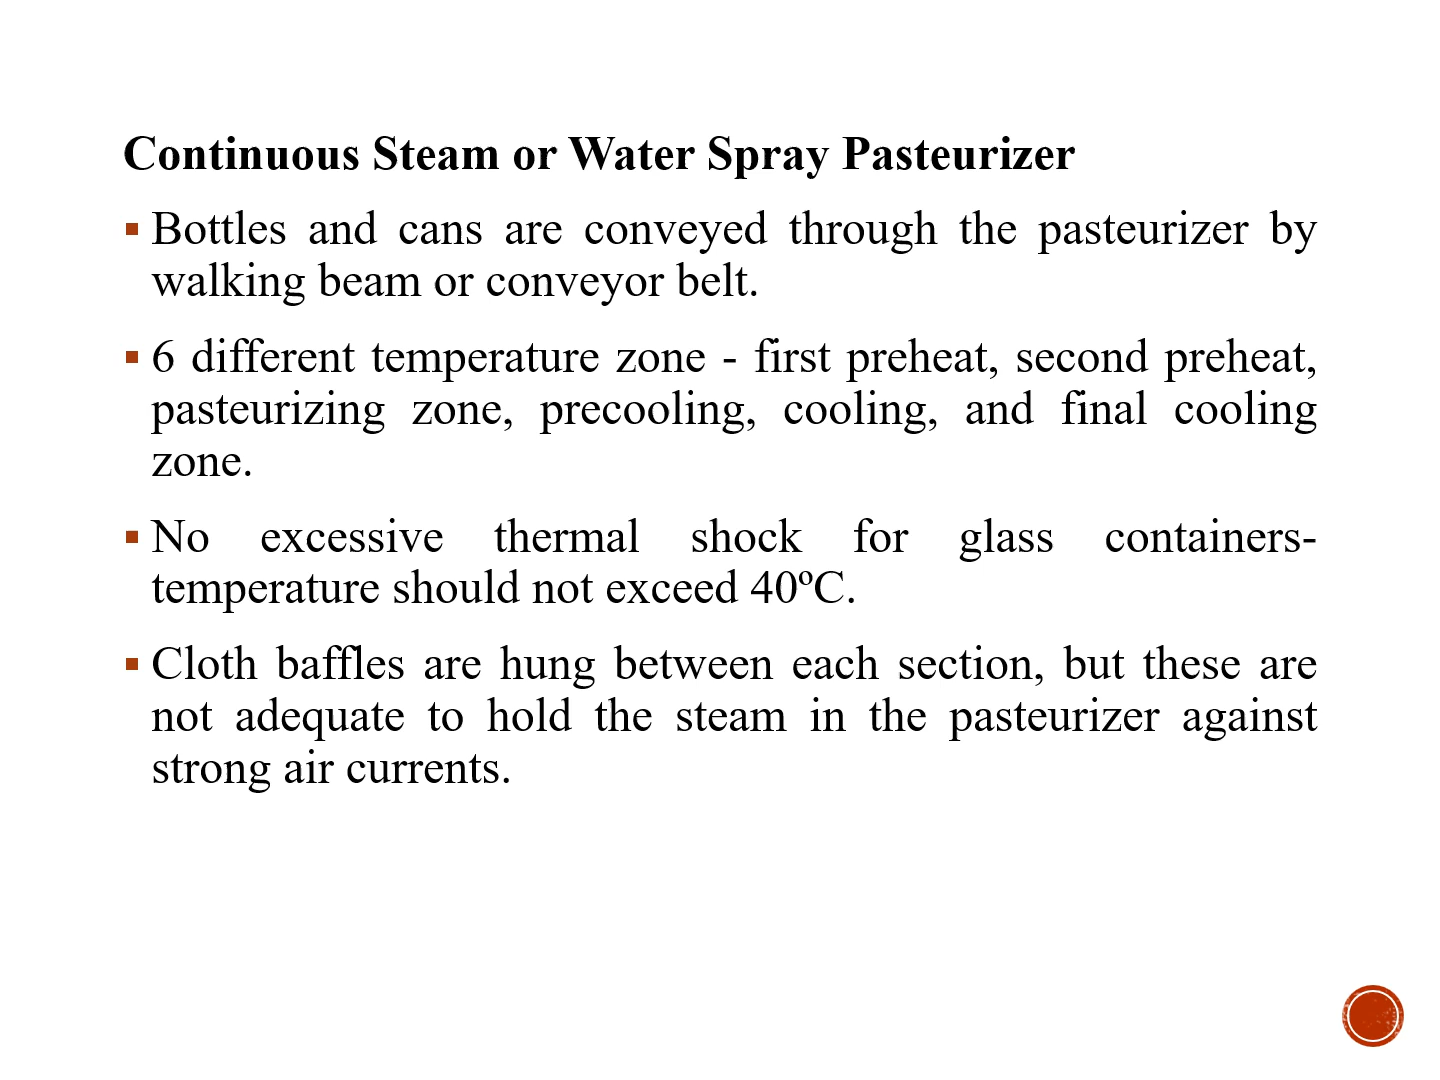 Continuous Steam or Water Spray Pasteurizer
▪ Bottles and cans are conveyed through the pasteurizer by
walking beam or conveyor belt.
▪ 6 different temperature zone - first preheat, second preheat,
pasteurizing zone, precooling, cooling, and final cooling
zone.
▪ No excessive thermal shock for glass containers-
temperature should not exceed 40ºC.
▪ Cloth baffles are hung between each section, but these are
not adequate to hold the steam in the pasteurizer against
strong air currents.